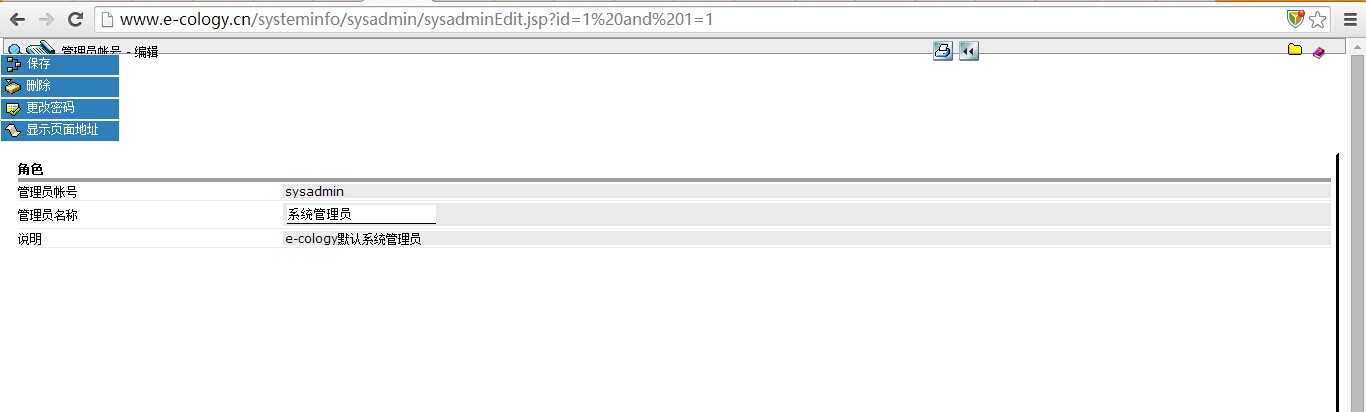 www.e-cology.cn/systeminfo/sysadmin/sysadminEdit.jsp?id=1%20and%201=1
管理员帐号 - 编辑
保存
删除
更改密码
显示页面地址
角色
管理员帐号 sysadmin
管理员名称 系统管理员
说明 e-cology默认系统管理员